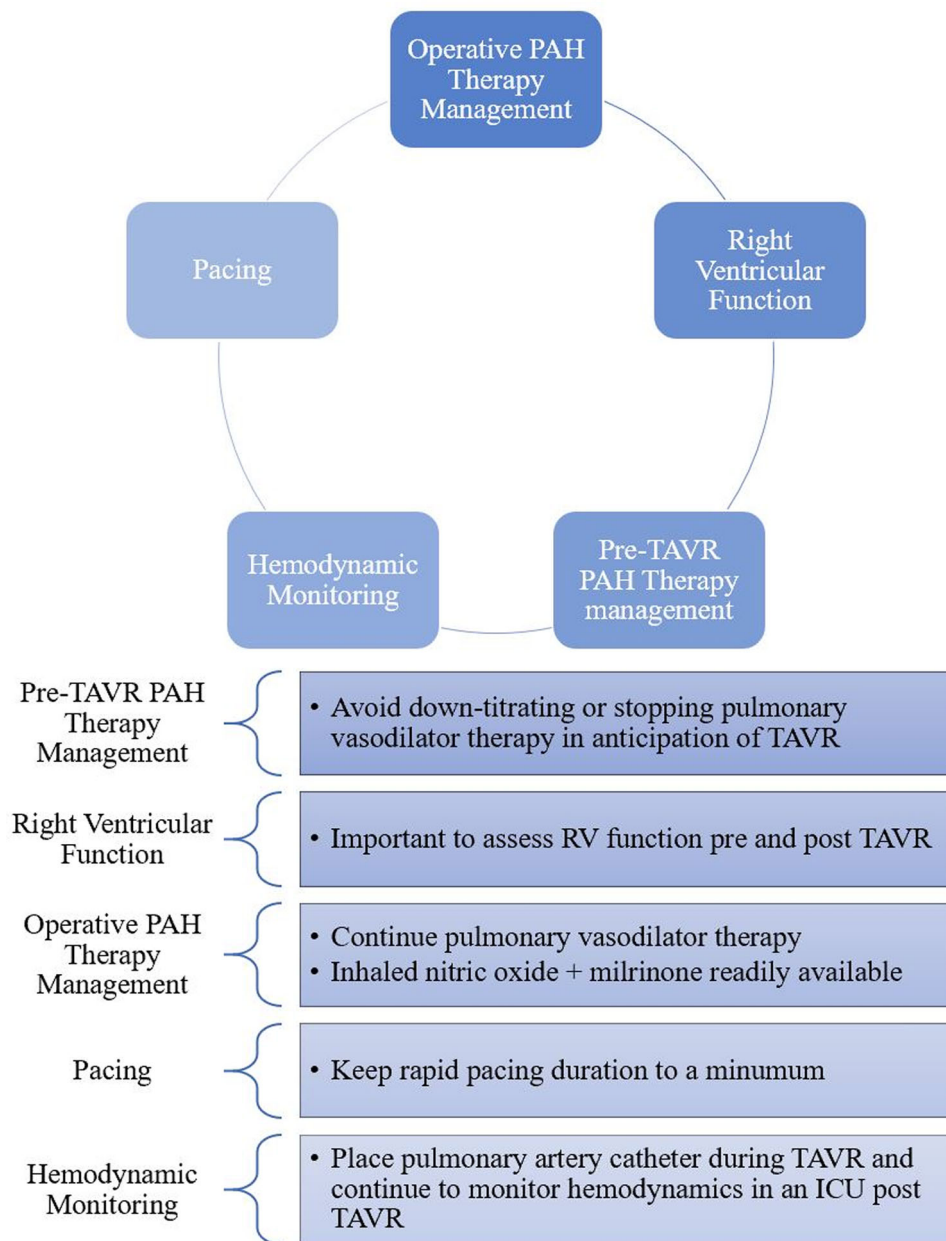 Operative PAH
Therapy
Management
Right
Ventricular
Function
Pre-TAVR
PAH Therapy
management
Hemodynamic
Monitoring
Pacing
Pre-TAVR PAH
Therapy
Management
• Avoid down-titrating or stopping pulmonary
vasodilator therapy in anticipation of TAVR
Right Ventricular
Function
• Important to assess RV function pre and post TAVR
Operative PAH
Therapy
Management
• Continue pulmonary vasodilator therapy
• Inhaled nitric oxide + milrinone readily available
Pacing
• Keep rapid pacing duration to a minumum
Hemodynamic
Monitoring
• Place pulmonary artery catheter during TAVR and
continue to monitor hemodynamics in an ICU post
TAVR